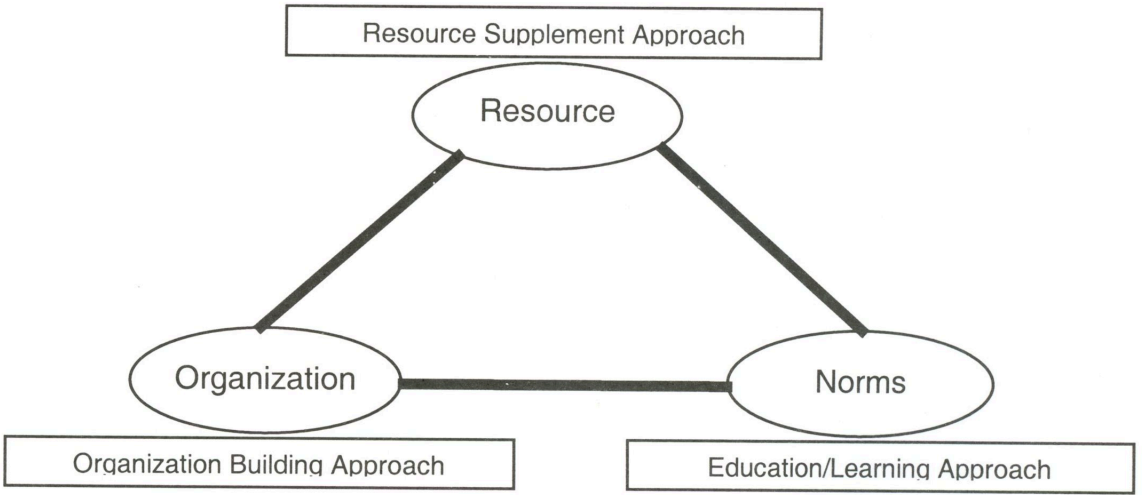 Resource Supplement Approach
Resource
Organization
Norms
Organization Building Approach
Education/Learning Approach